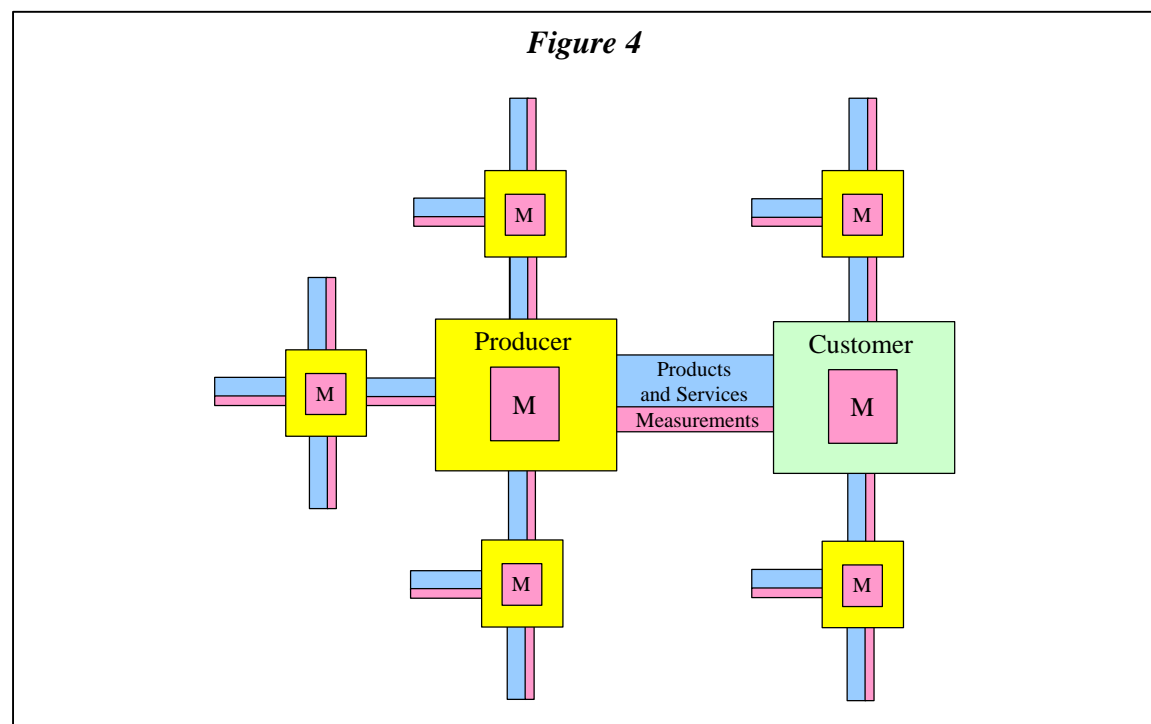 Figure 4
M
M
Producer
Customer
M
Products
and Services
M
M
Measurements
M
M